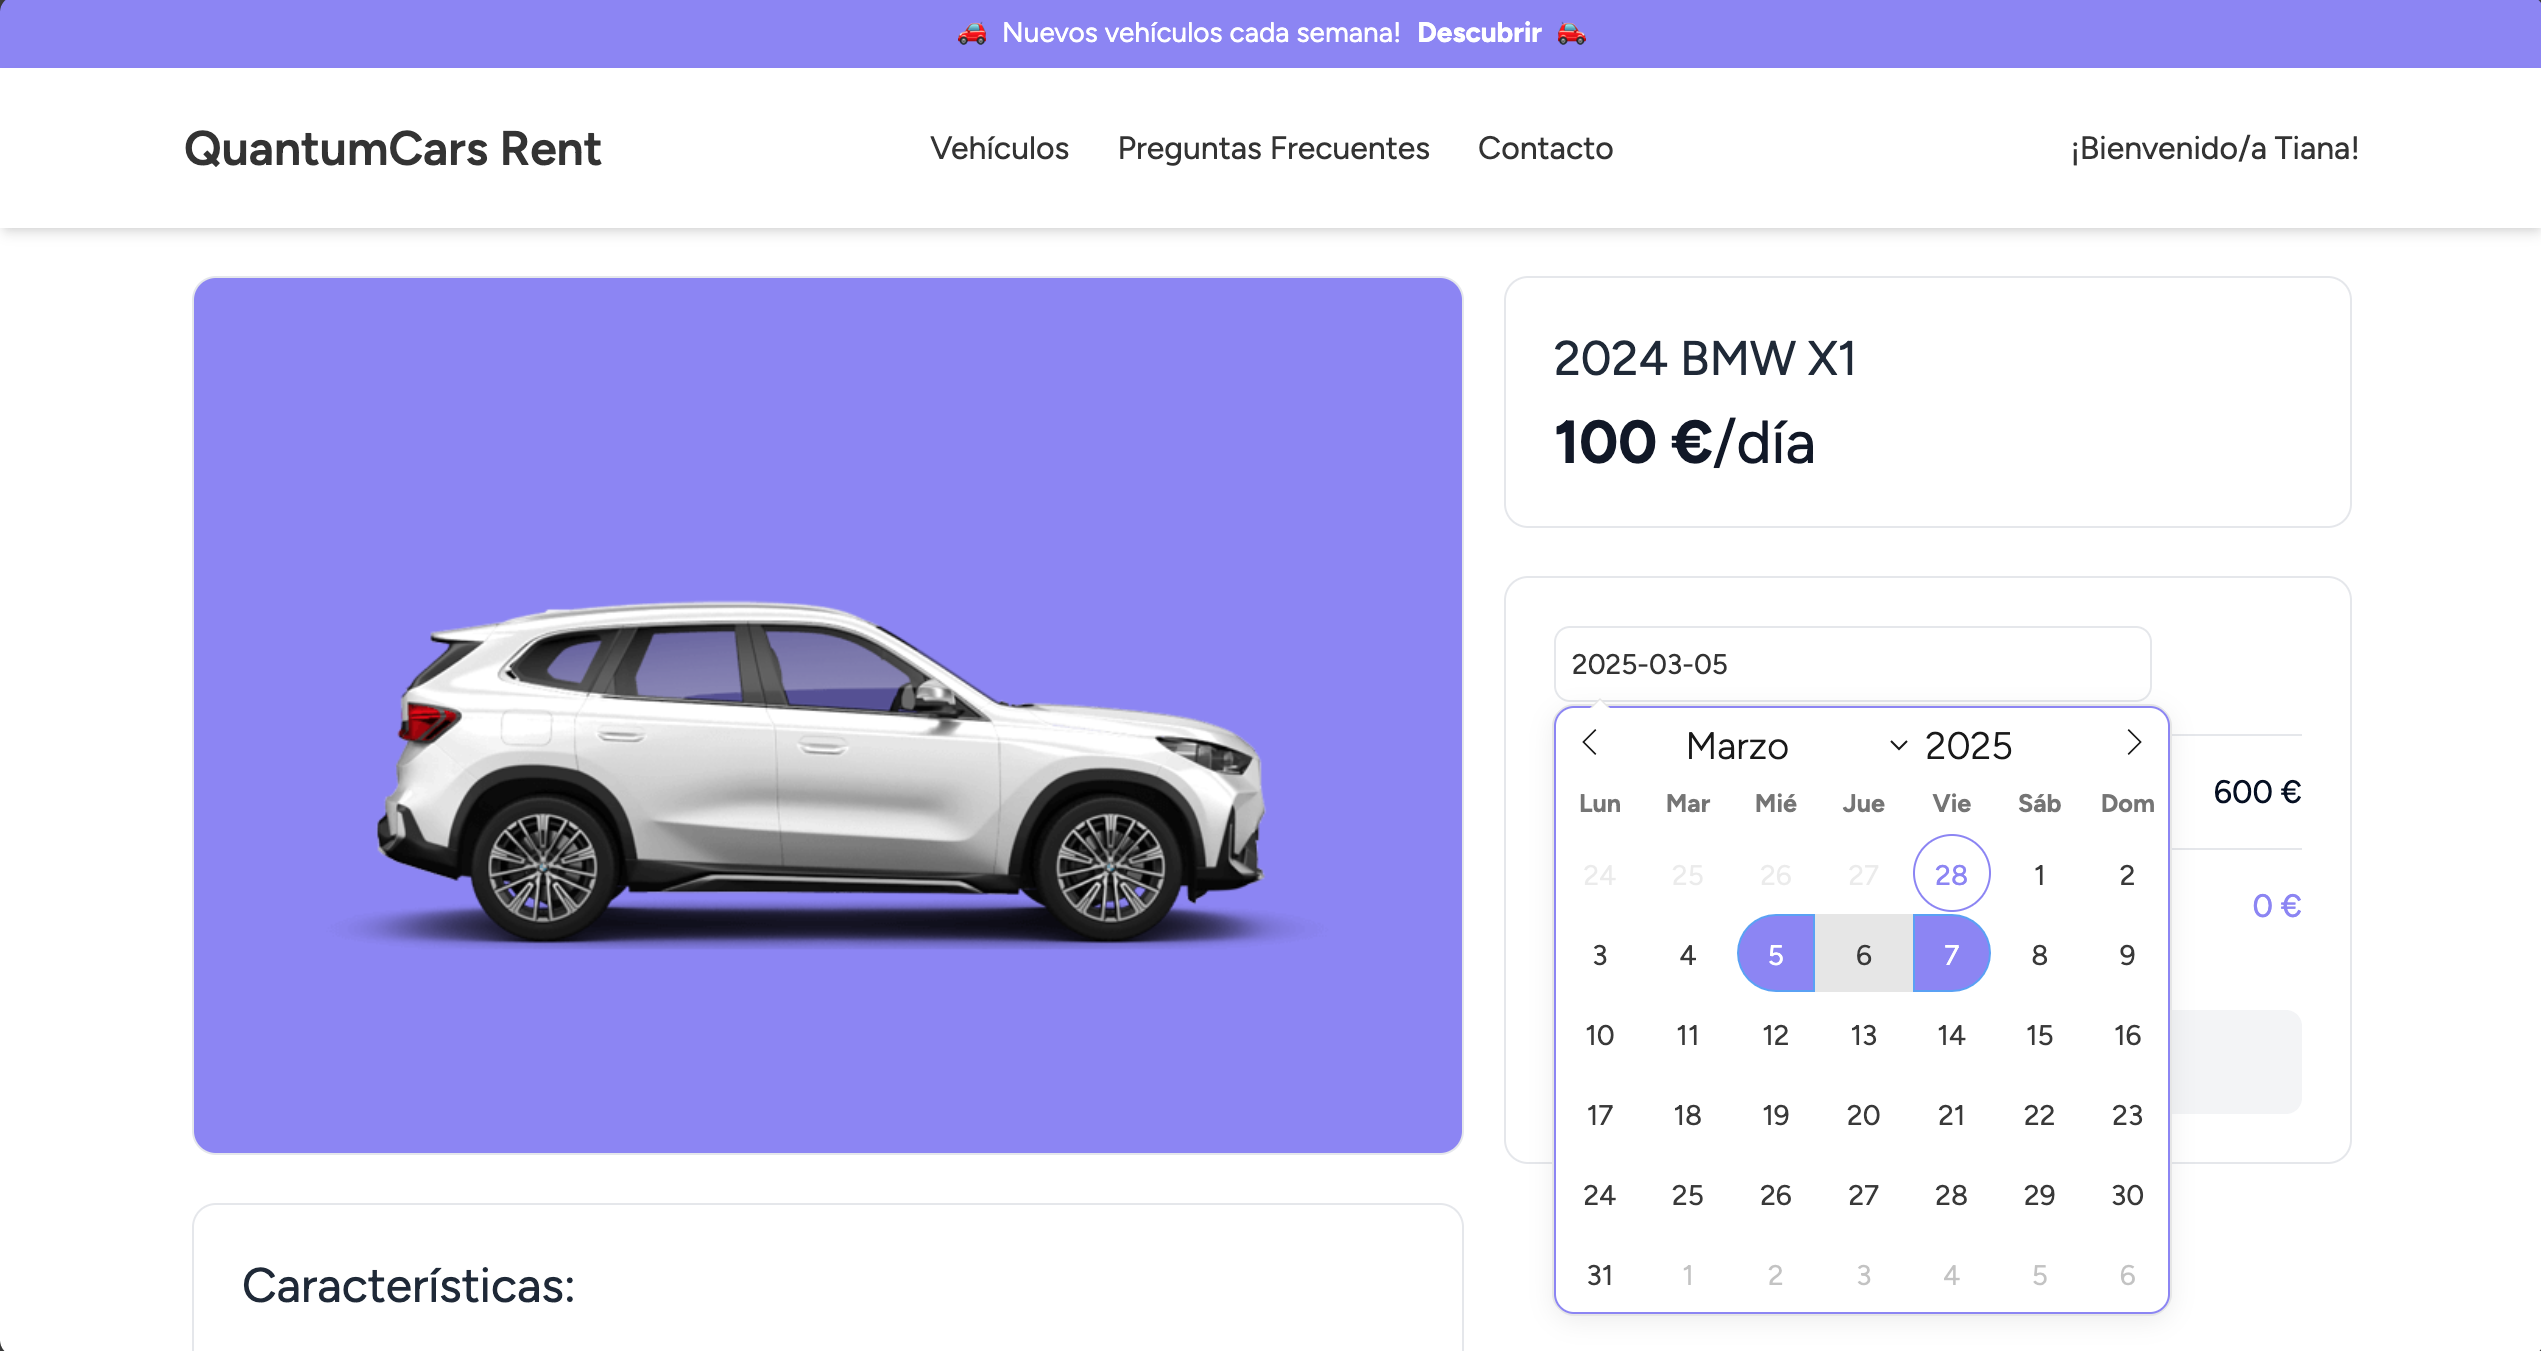 🚗 Nuevos vehículos cada semana! Descubrir 🚗
QuantumCars Rent
Vehículos Preguntas Frecuentes Contacto
¡Bienvenido/a Tiana!
2024 BMW X1
100 €/día
2025-03-05
Marzo 2025
Lun Mar Mié Jue Vie Sáb Dom
24 25 26 27 28 1 2
3 4 5 6 7 8 9
10 11 12 13 14 15 16
17 18 19 20 21 22 23
24 25 26 27 28 29 30
31 1 2 3 4 5 6
600 €
0 €
Características: